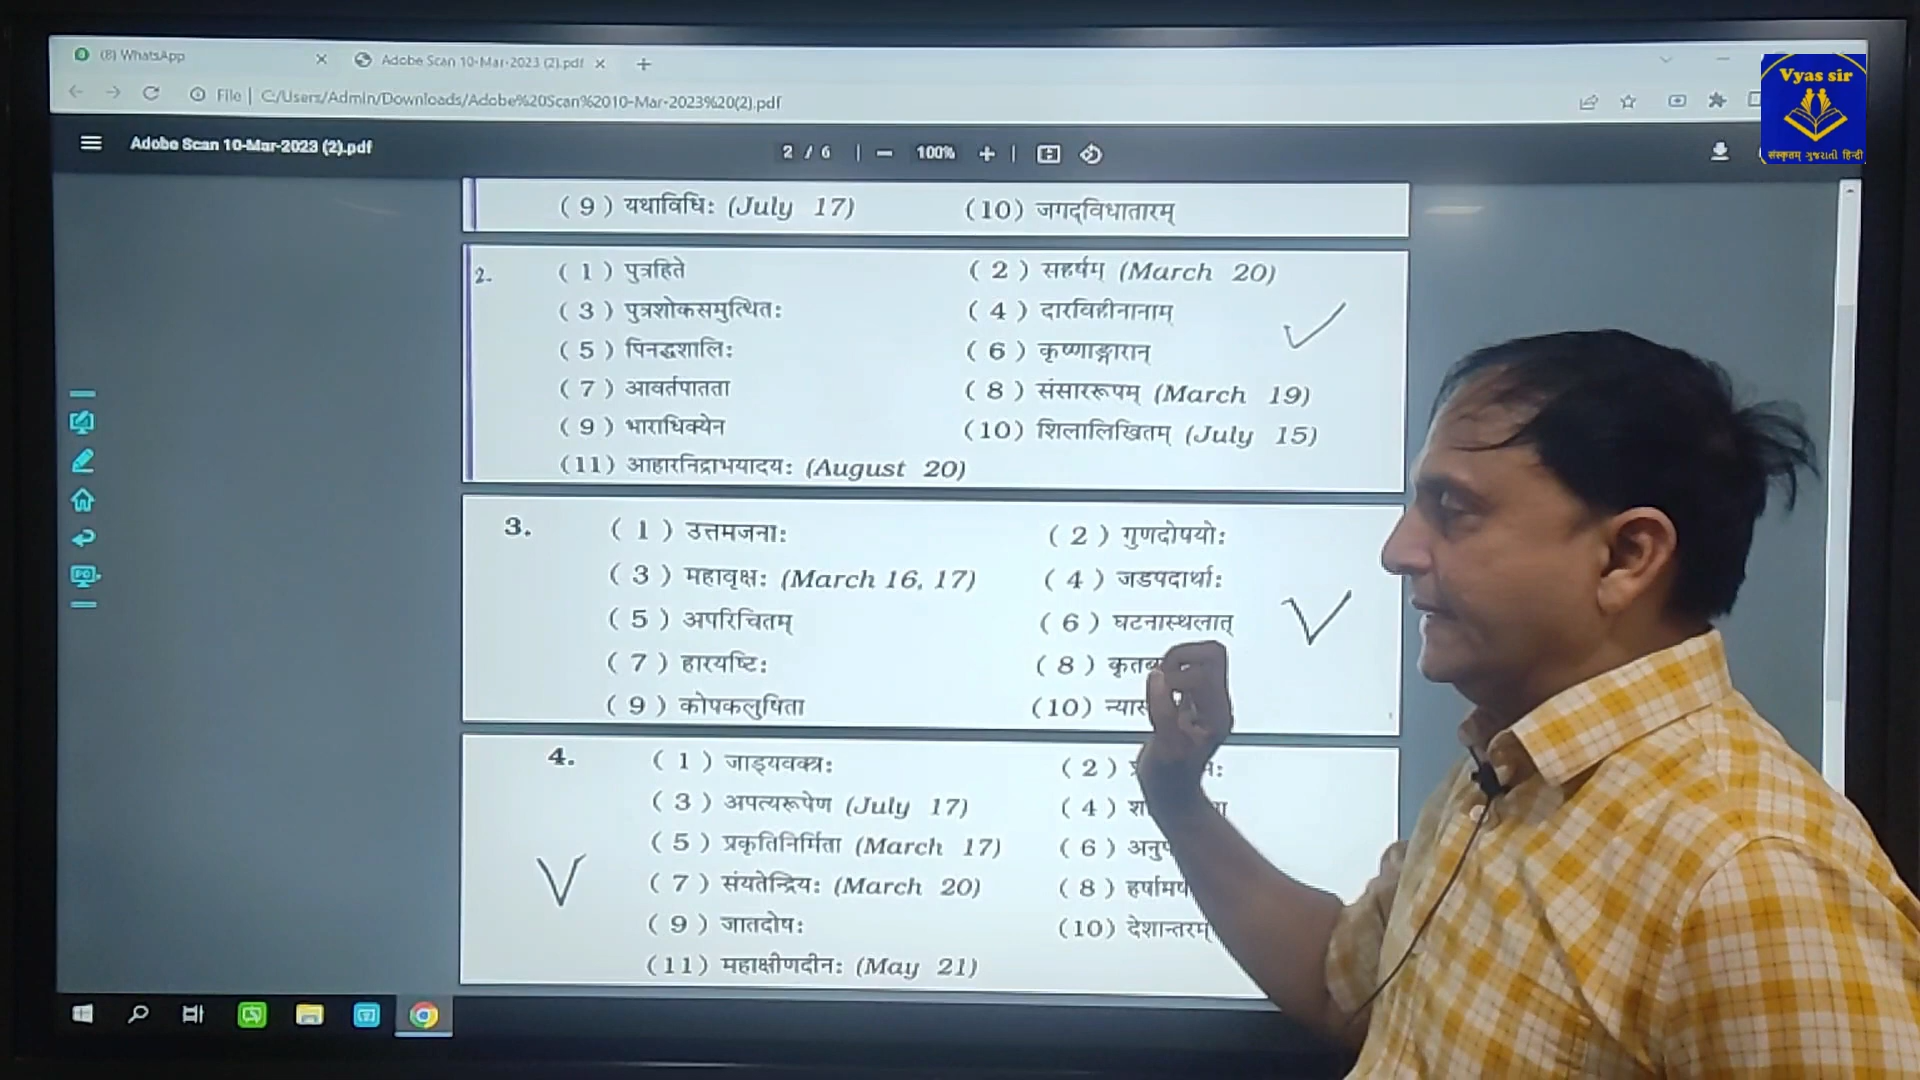 (8) WhatsApp
Adobe Scan 10-Mar-2023 (2).pdf
File | C:/Users/Admin/Downloads/Adobe%20Scan%2010-Mar-2023%20(2).pdf
Vyas sir
संस्कृतम् ગુજરાતી हिन्दी
Adobe Scan 10-Mar-2023 (2).pdf
2 / 6 | — 100% + |
( 9 ) यथाविधिः (July 17) (10) जगद्विधातारम्
2. ( 1 ) पुत्रहिते ( 2 ) सहर्षम् (March 20)
( 3 ) पुत्रशोकसमुत्थितः ( 4 ) दारविहीनानाम्
( 5 ) पिनद्धशालिः ( 6 ) कृष्णाङ्गारान्
( 7 ) आवर्तपातता ( 8 ) संसाररूपम् (March 19)
( 9 ) भाराधिक्येन (10) शिलालिखितम् (July 15)
(11) आहारनिद्राभयादयः (August 20)
3. ( 1 ) उत्तमजनाः ( 2 ) गुणदोषयोः
( 3 ) महावृक्षः (March 16, 17) ( 4 ) जडपदार्थाः
( 5 ) अपरिचितम् ( 6 ) घटनास्थलात्
( 7 ) हारयष्टिः ( 8 )
( 9 ) कोपकलुषिता (10)
4. ( 1 ) जाड्यवक्त्रः ( 2 )
( 3 ) अपत्यरूपेण (July 17) ( 4 )
( 5 ) प्रकृतिनिर्मिता (March 17) ( 6 )
( 7 ) संयतेन्द्रियः (March 20) ( 8 )
( 9 ) जातदोषः (10) देशान्तरम्
(11) महाक्षीणदीनः (May 21)